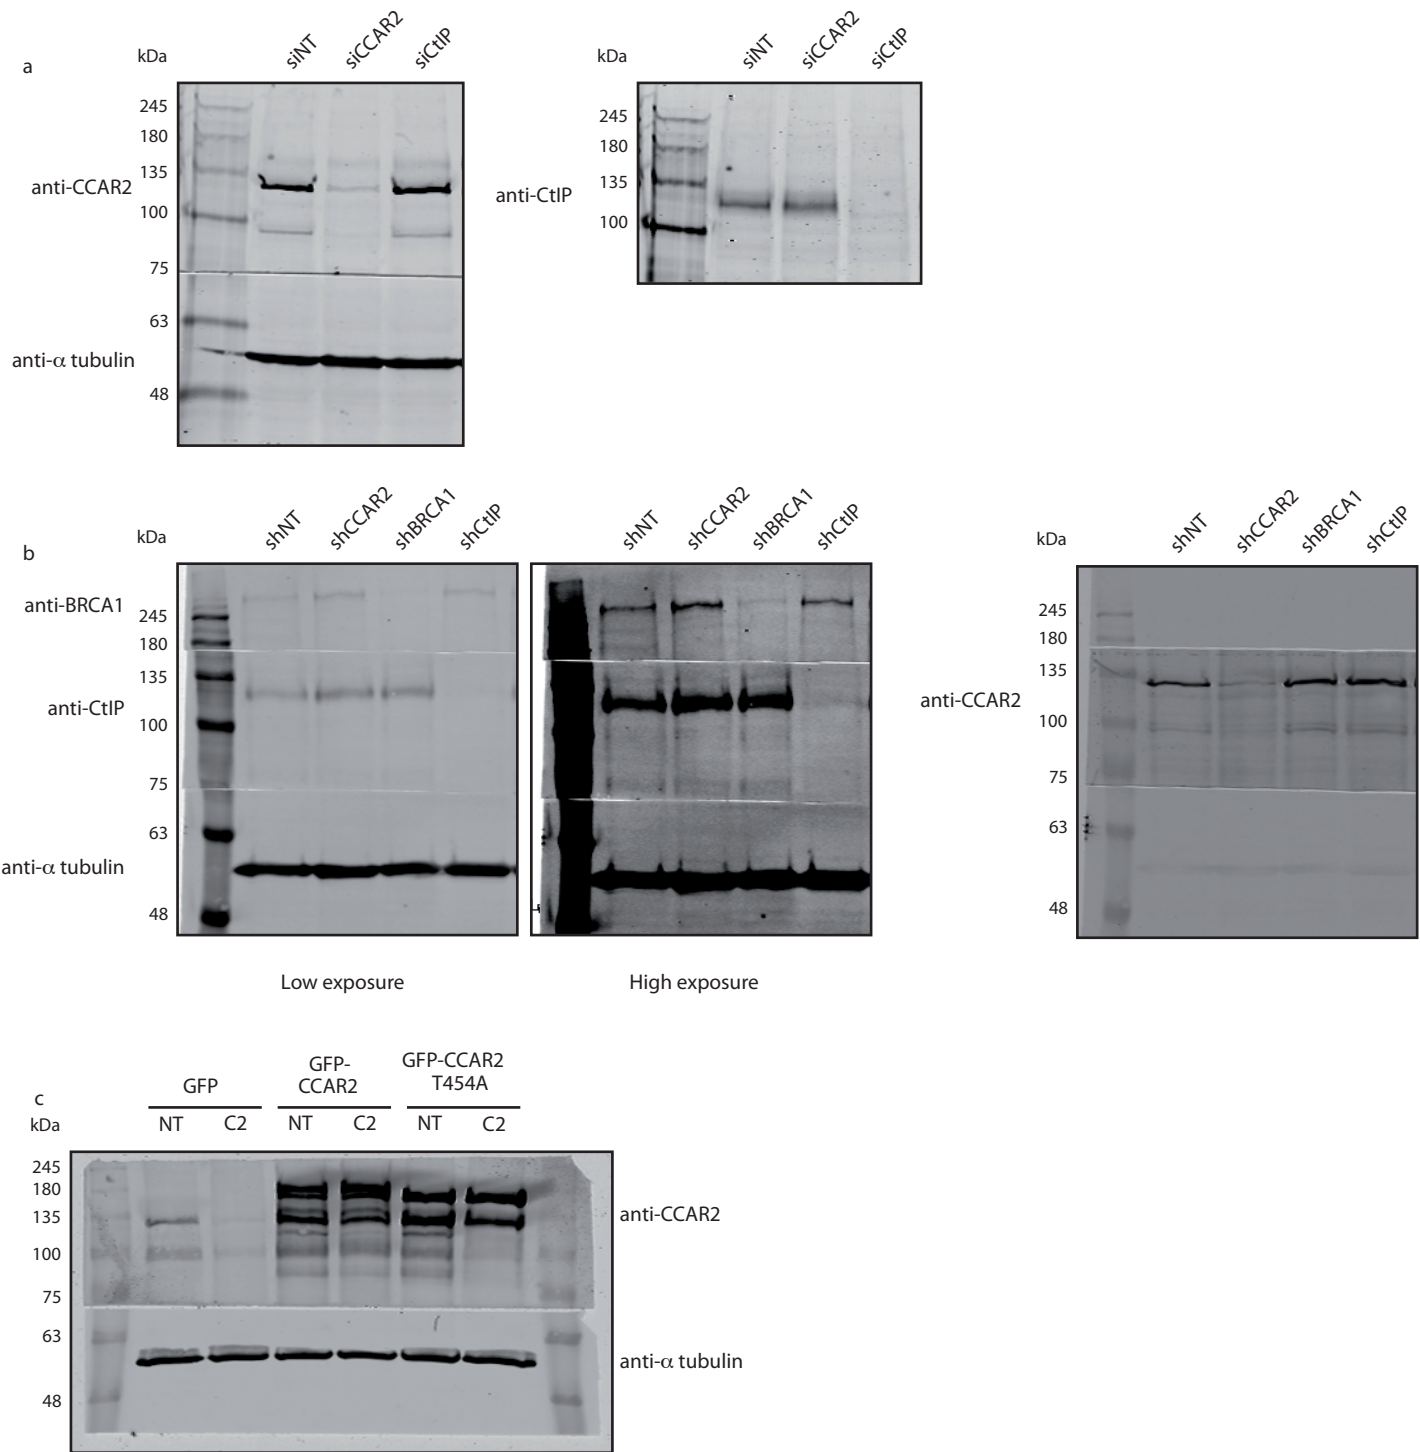 a
kDa
siNT
siCCAR2
siCtIP
245
180
135
100
75
63
48
anti-CCAR2
anti-α tubulin
kDa
siNT
siCCAR2
siCtIP
245
180
135
100
anti-CtIP
b
kDa
shNT
shCCAR2
shBRCA1
shCtIP
anti-BRCA1
anti-CtIP
anti-α tubulin
245
180
135
100
75
63
48
Low exposure
shNT
shCCAR2
shBRCA1
shCtIP
High exposure
kDa
shNT
shCCAR2
shBRCA1
shCtIP
245
180
135
100
75
63
48
anti-CCAR2
c
kDa
GFP
GFP-
CCAR2
GFP-CCAR2
T454A
NT C2 NT C2 NT C2
245
180
135
100
75
63
48
anti-CCAR2
anti-α tubulin